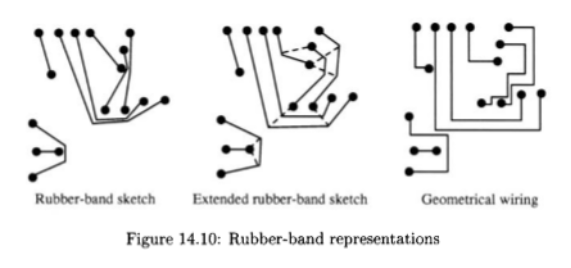 Rubber-band sketch
Extended rubber-band sketch
Geometrical wiring
Figure 14.10: Rubber-band representations